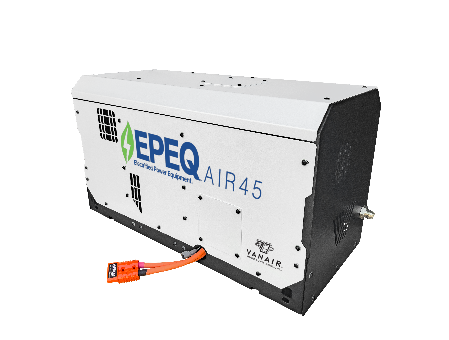 EPEQ
Electrified Power Equipment
AIR45
VANAIR